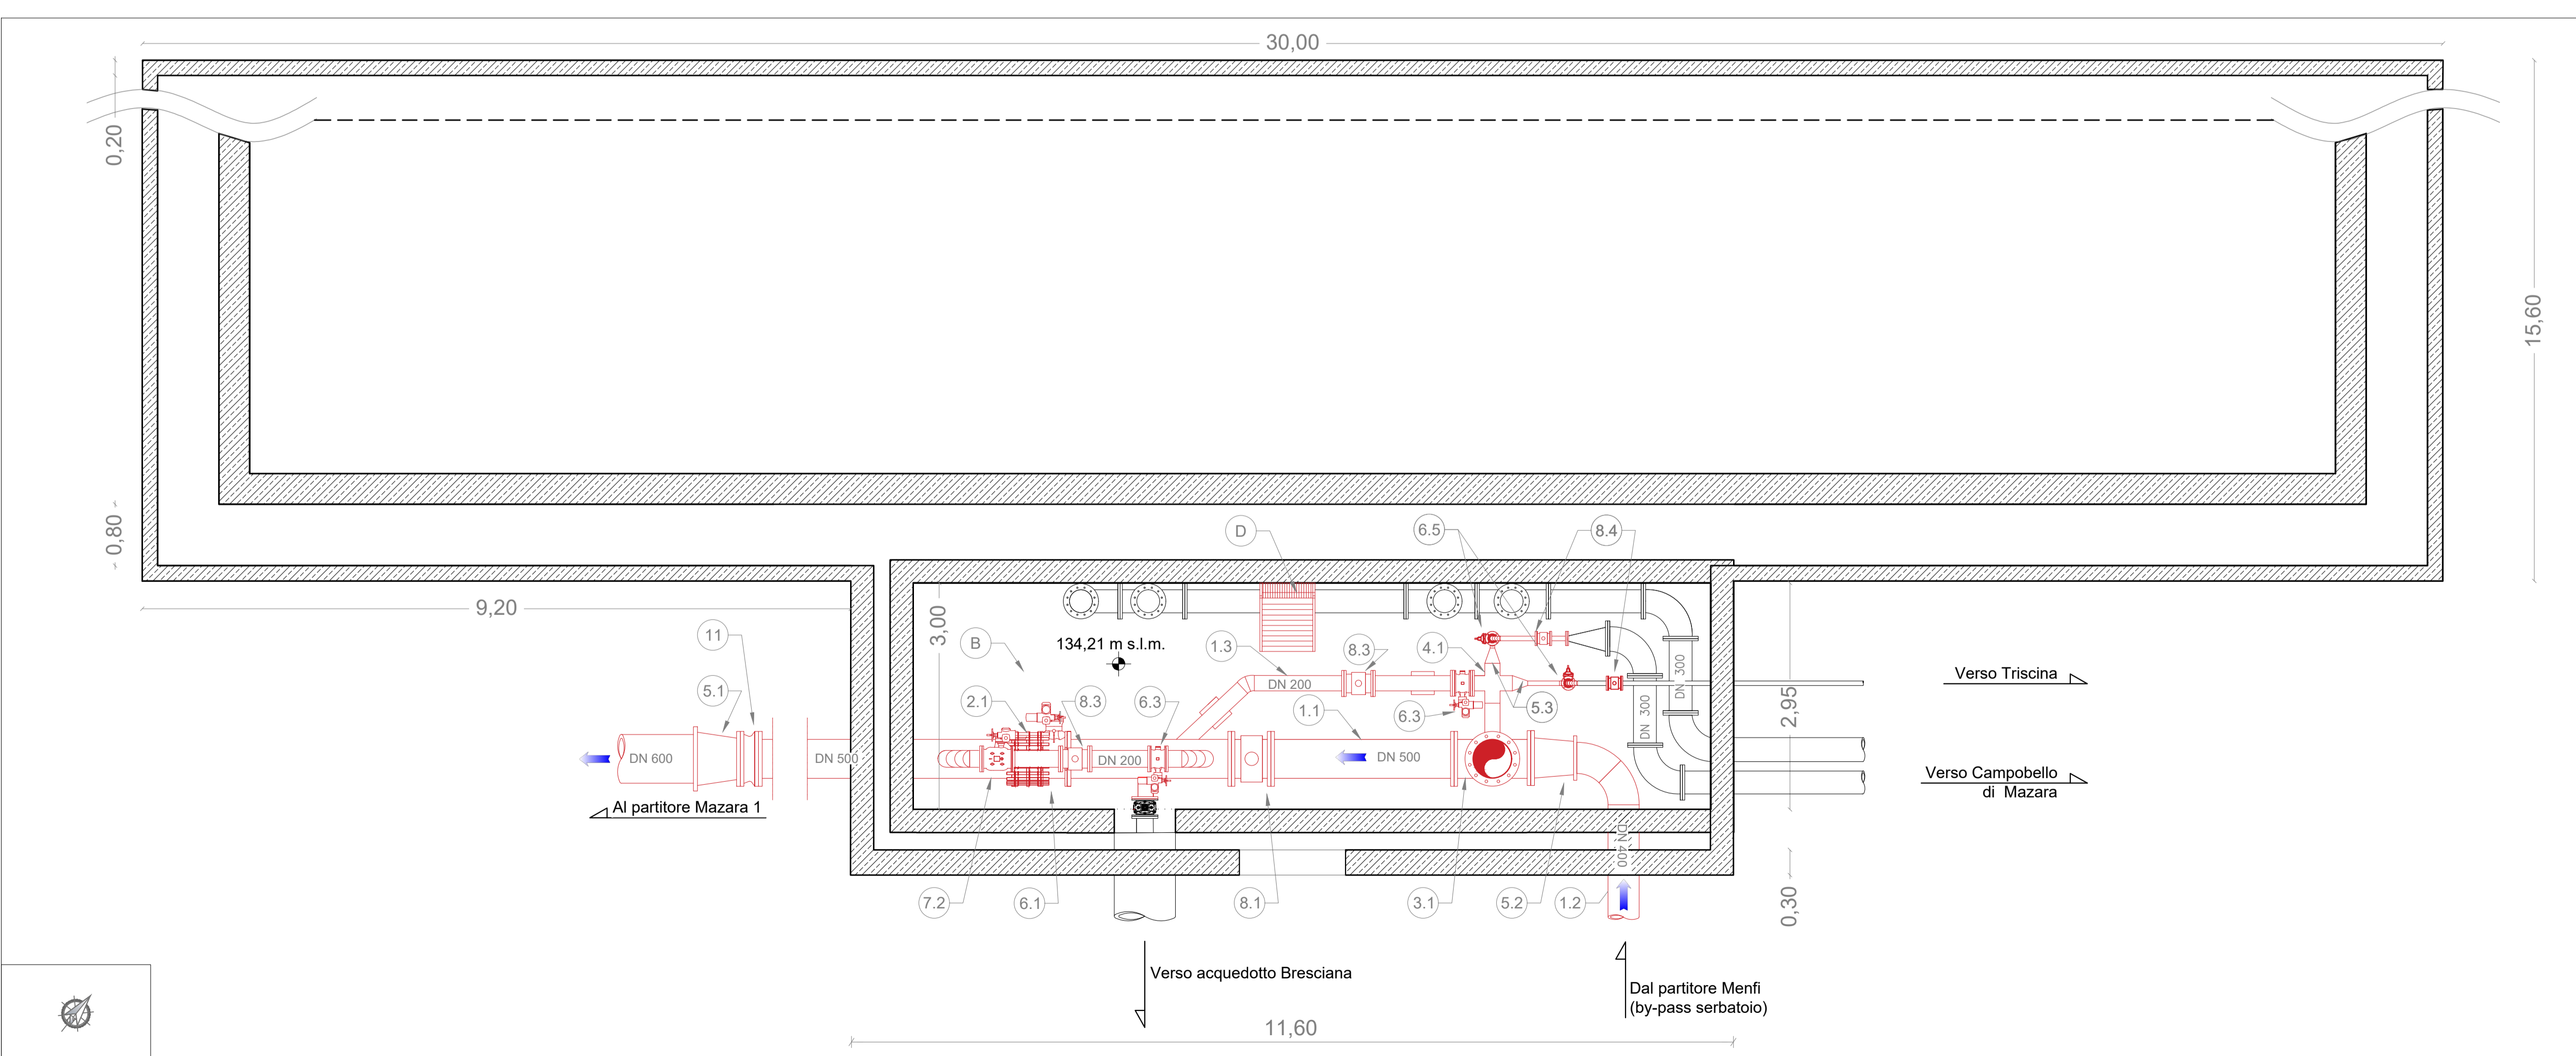 30,00
0,20
15,60
0,80
D
6.5
8.4
9,20
3,00
11
B
134,21 m s.l.m.
1.3
8.3
4.1
DN 300
Verso Triscina
5.1
2.1
8.3
6.3
DN 200
1.1
6.3
5.3
DN 300
2,95
DN 600
DN 500
DN 200
DN 500
Verso Campobello
di Mazara
Al partitore Mazara 1
DN 400
7.2
6.1
8.1
3.1
5.2
1.2
0,30
Verso acquedotto Bresciana
Dal partitore Menfi
(by-pass serbatoio)
11,60